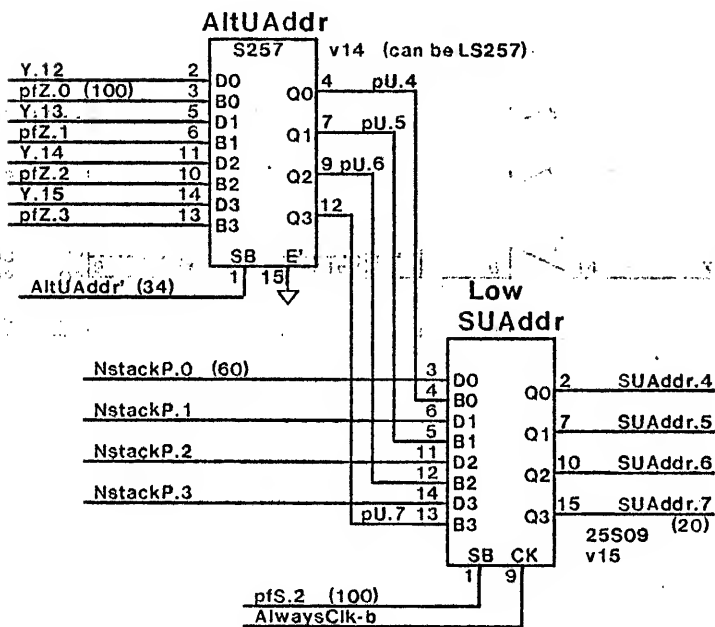 AltUAddr
S257 v14 (can be LS257)
Y.12 2 D0
pfZ.0 (100) 3 B0 Q0 4 pU.4
Y.13 5 D1
pfZ.1 6 B1 Q1 7 pU.5
Y.14 11 D2
pfZ.2 10 B2 Q2 9 pU.6
Y.15 14 D3
pfZ.3 13 B3 Q3 12
SB E'
1 15
AltUAddr' (34)
Low
SUAddr
NstackP.0 (60) 3 D0 Q0 2 SUAddr.4
4 B0
NstackP.1 6 D1 Q1 7 SUAddr.5
5 B1
NstackP.2 11 D2 Q2 10 SUAddr.6
12 B2
NstackP.3 14 D3 Q3 15 SUAddr.7
pU.7 13 B3 (20)
25S09
v15
SB CK
1 9
pfS.2 (100)
AlwaysClk-b